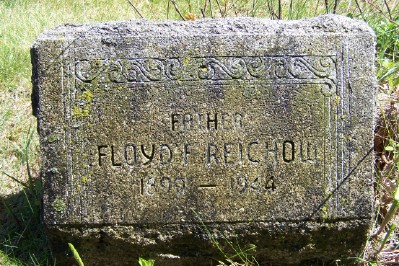 FATHER
FLOYD F. REICHOW
1899 — 1944